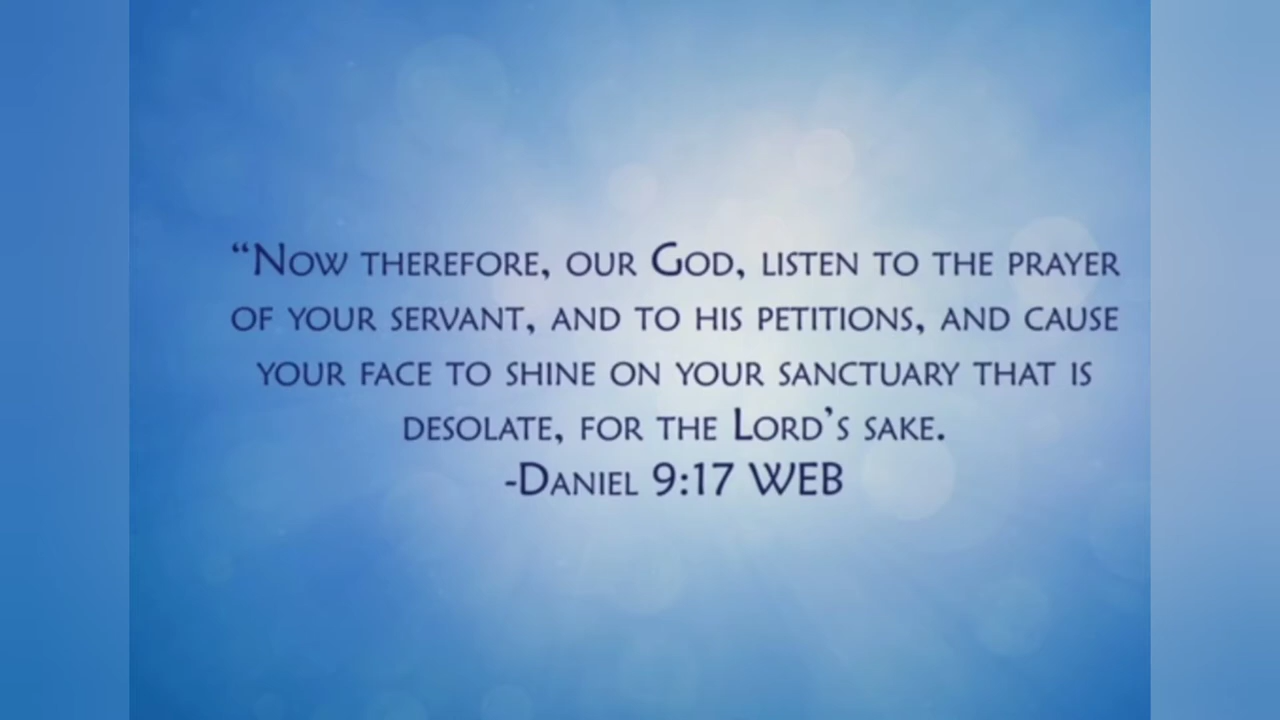 “Now therefore, our God, listen to the prayer
of your servant, and to his petitions, and cause
your face to shine on your sanctuary that is
desolate, for the Lord’s sake.
-Daniel 9:17 WEB